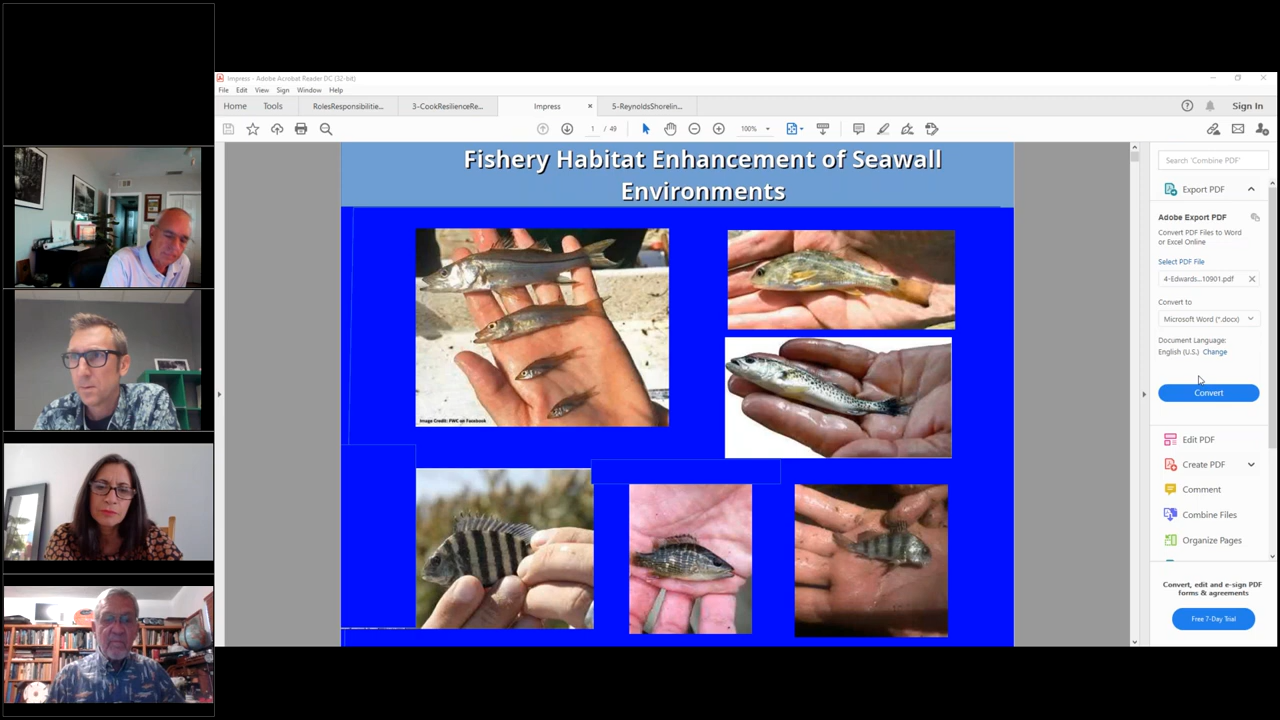 Impress - Adobe Acrobat Reader DC (32-bit)
File Edit View Sign Window Help
Home Tools RolesResponsibilitie... 3-CookResilienceRe... Impress × 5-ReynoldsShorelin... Sign In
1 / 49 100%
Fishery Habitat Enhancement of Seawall
Environments
Image Credit: FWC on Facebook
Search 'Combine PDF'
Export PDF
Adobe Export PDF
Convert PDF Files to Word
or Excel Online
Select PDF File
4-Edwards...10901.pdf
Convert to
Microsoft Word (*.docx)
Document Language:
English (U.S.) Change
Convert
Edit PDF
Create PDF
Comment
Combine Files
Organize Pages
Convert, edit and e-sign PDF
forms & agreements
Free 7-Day Trial